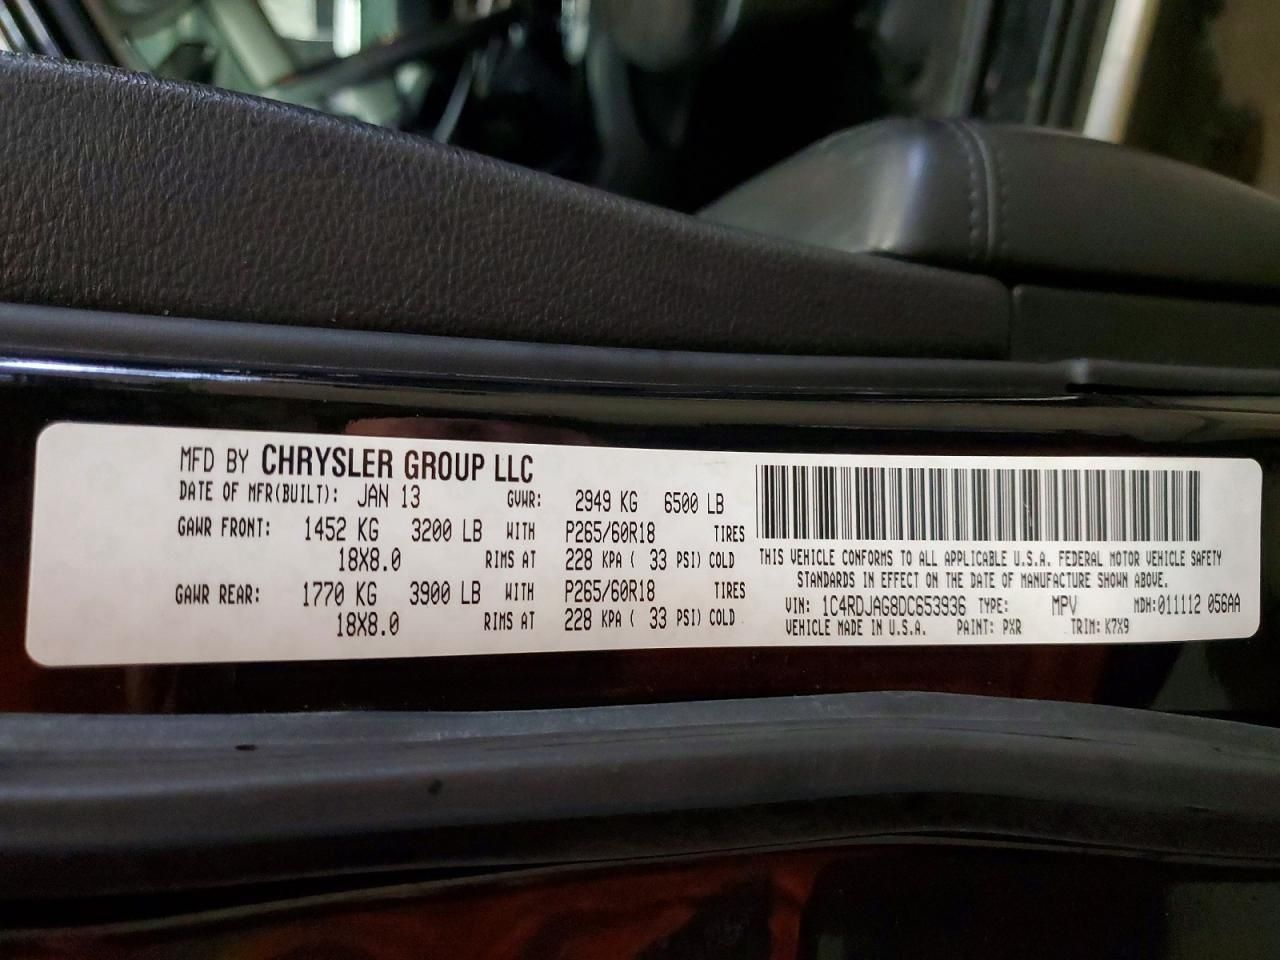 MFD BY CHRYSLER GROUP LLC
DATE OF MFR(BUILT): JAN 13 GVWR: 2949 KG 6500 LB
GAWR FRONT: 1452 KG 3200 LB WITH P265/60R18 TIRES
18X8.0 RIMS AT 228 KPA ( 33 PSI) COLD
GAWR REAR: 1770 KG 3900 LB WITH P265/60R18 TIRES
18X8.0 RIMS AT 228 KPA ( 33 PSI) COLD
THIS VEHICLE CONFORMS TO ALL APPLICABLE U.S.A. FEDERAL MOTOR VEHICLE SAFETY
STANDARDS IN EFFECT ON THE DATE OF MANUFACTURE SHOWN ABOVE.
VIN: 1C4RDJAG8DC653936 TYPE: MPV MDH:011112 056AA
VEHICLE MADE IN U.S.A. PAINT: PXR TRIM: K7X9